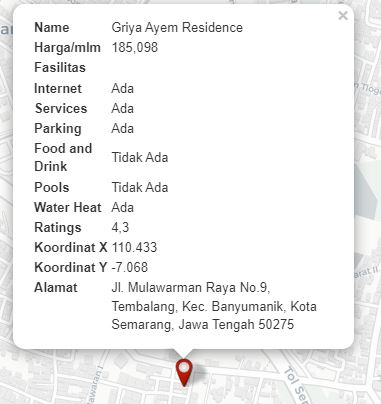 ×
Name Griya Ayem Residence
Harga/mlm 185,098
Fasilitas
Internet Ada
Services Ada
Parking Ada
Food and
Drink Tidak Ada
Pools Tidak Ada
Water Heat Ada
Ratings 4,3
Koordinat X 110.433
Koordinat Y -7.068
Alamat Jl. Mulawarman Raya No.9,
Tembalang, Kec. Banyumanik, Kota
Semarang, Jawa Tengah 50275
Tol Se